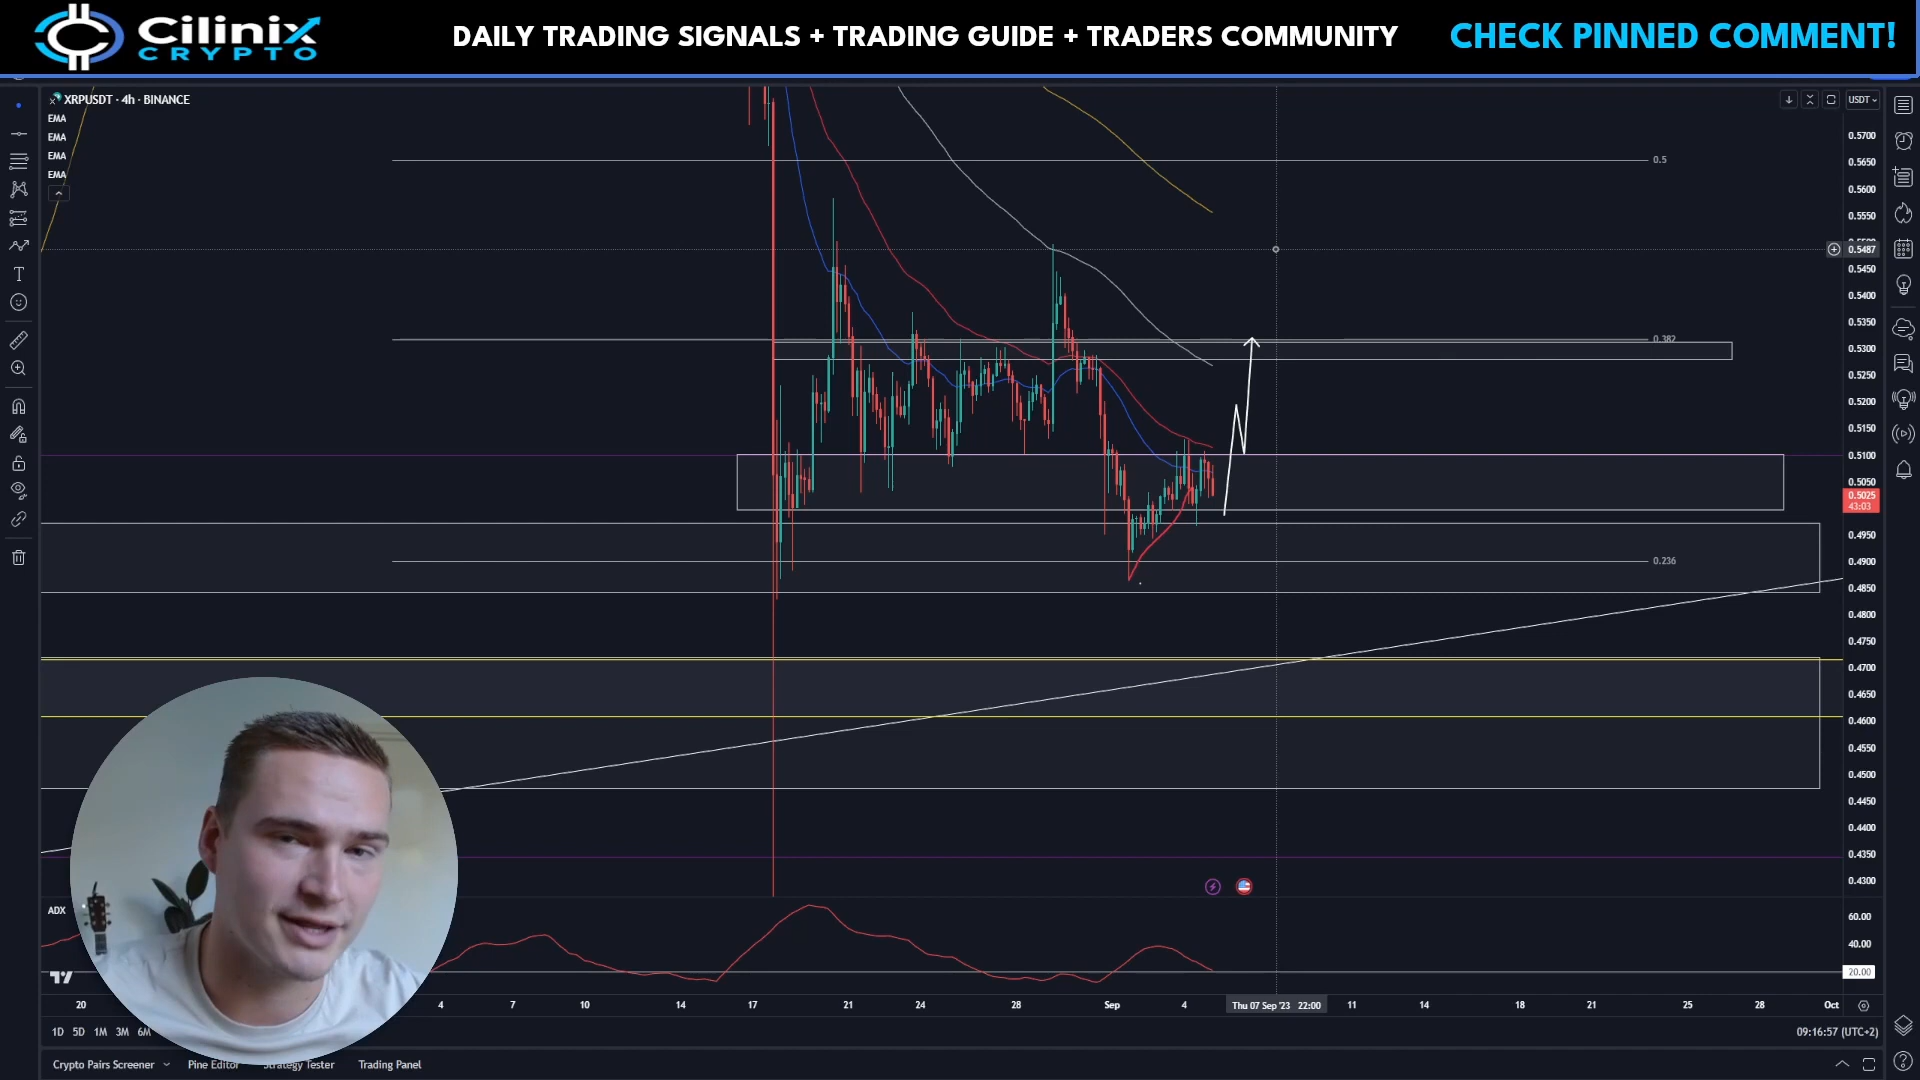 Cilinix
CRYPTO
DAILY TRADING SIGNALS + TRADING GUIDE + TRADERS COMMUNITY
CHECK PINNED COMMENT!
XRPUSDT · 4h · BINANCE
USDT
EMA
EMA
EMA
EMA
0.5700
0.5650
0.5
0.5600
0.5550
0.5487
0.5450
0.5400
0.5350
0.382
0.5300
0.5250
0.5200
0.5150
0.5100
0.5050
0.5025
43:03
0.4950
0.4900
0.236
0.4850
0.4800
0.4750
0.4700
0.4650
0.4600
0.4550
0.4500
0.4450
0.4400
0.4350
0.4300
ADX
60.00
40.00
20.00
20 4 7 10 14 17 21 24 28 Sep 4 Thu 07 Sep '23 22:00 11 14 18 21 25 28 Oct
1D 5D 1M 3M 6M
09:16:57 (UTC+2)
Crypto Pairs Screener Pine Editor Strategy Tester Trading Panel